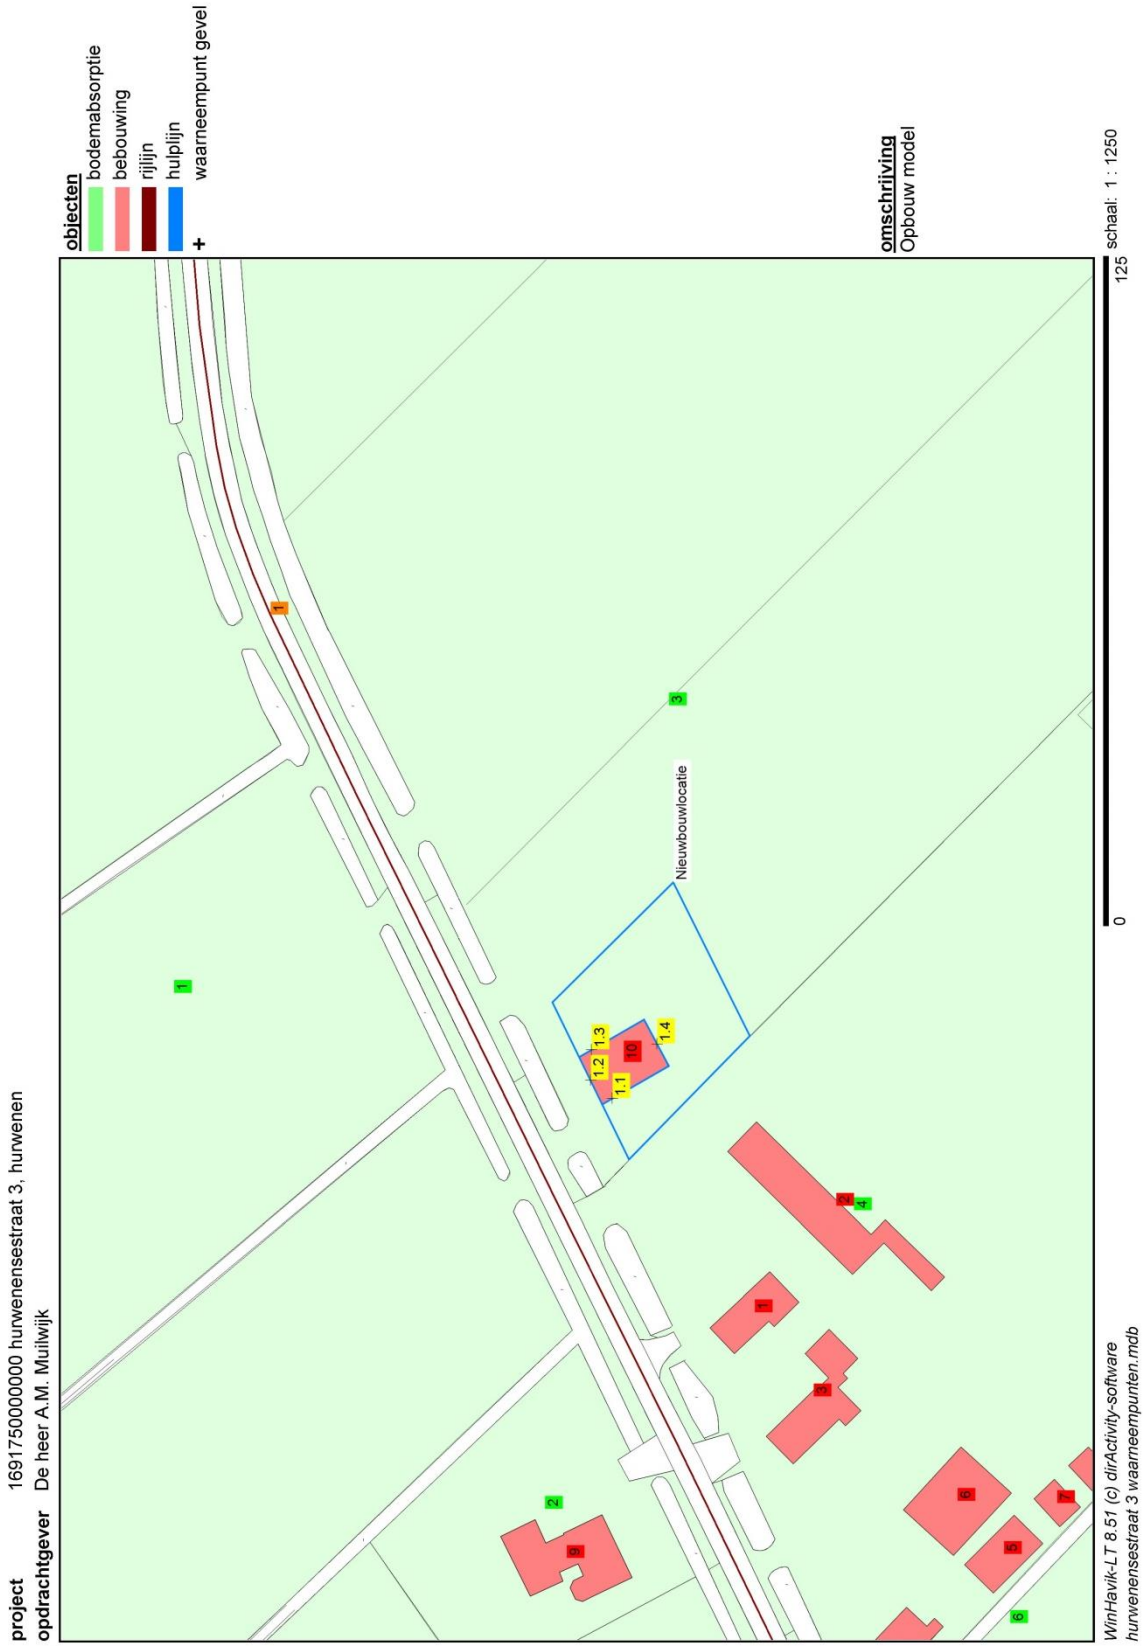 project 16917500000000 hurwenensestraat 3, hurwenen
opdrachtgever De heer A.M. Muilwijk
objecten
bodemabsorptie
bebouwing
rijlijn
hulplijn
+ waarneempunt gevel
1
1
2
3
Nieuwbouwlocatie
1.1
1.2
1.3
1.4
10
9
1
2
4
3
6
5
7
6
omschrijving
Opbouw model
0
125
schaal: 1 : 1250
WinHavik-LT 8.51 (c) dirActivity-software
hurwenensestraat 3 waarneempunten.mdb